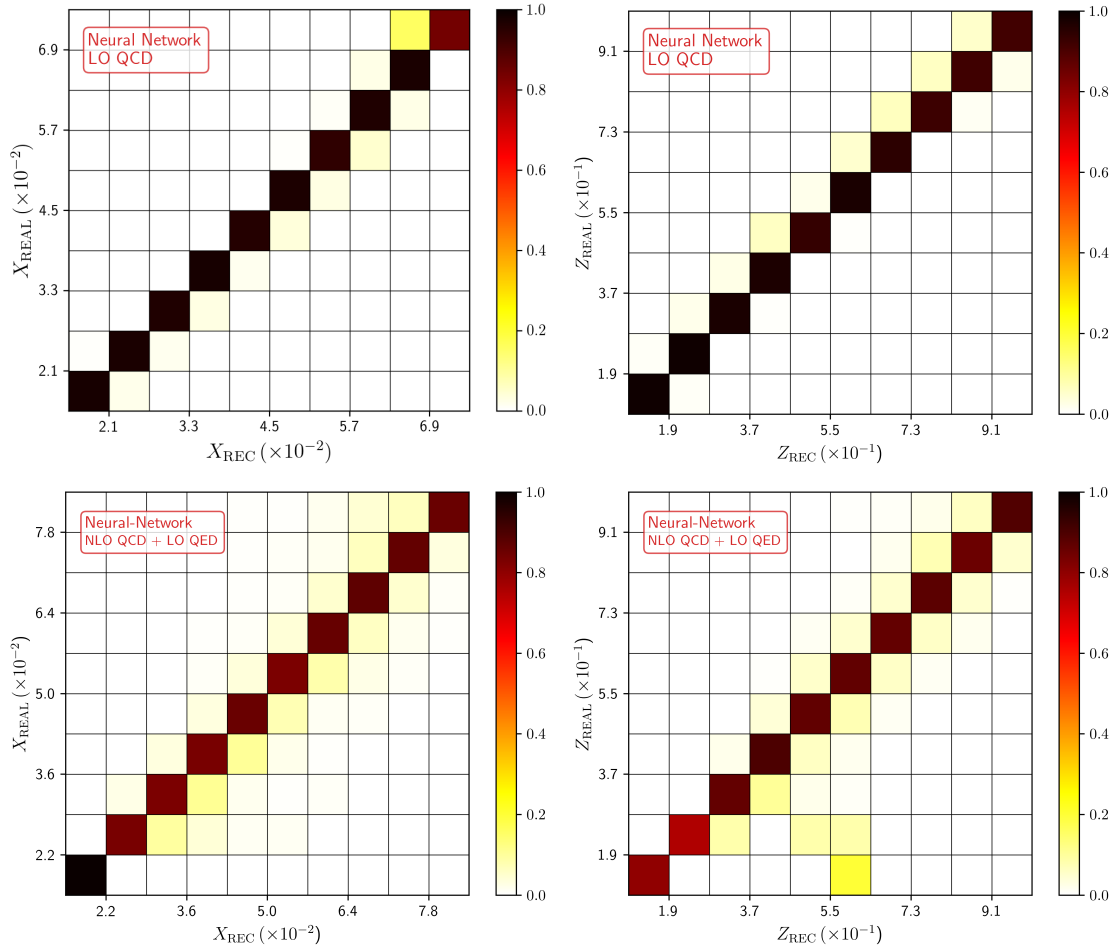 Neural Network
LO QCD
6.9
5.7
4.5
3.3
2.1
X_REAL (×10⁻²)
2.1 3.3 4.5 5.7 6.9
X_REC (×10⁻²)
1.0
0.8
0.6
0.4
0.2
0.0
Neural Network
LO QCD
9.1
7.3
5.5
3.7
1.9
Z_REAL (×10⁻¹)
1.9 3.7 5.5 7.3 9.1
Z_REC (×10⁻¹)
1.0
0.8
0.6
0.4
0.2
0.0
Neural-Network
NLO QCD + LO QED
7.8
6.4
5.0
3.6
2.2
X_REAL (×10⁻²)
2.2 3.6 5.0 6.4 7.8
X_REC (×10⁻²)
1.0
0.8
0.6
0.4
0.2
0.0
Neural-Network
NLO QCD + LO QED
9.1
7.3
5.5
3.7
1.9
Z_REAL (×10⁻¹)
1.9 3.7 5.5 7.3 9.1
Z_REC (×10⁻¹)
1.0
0.8
0.6
0.4
0.2
0.0